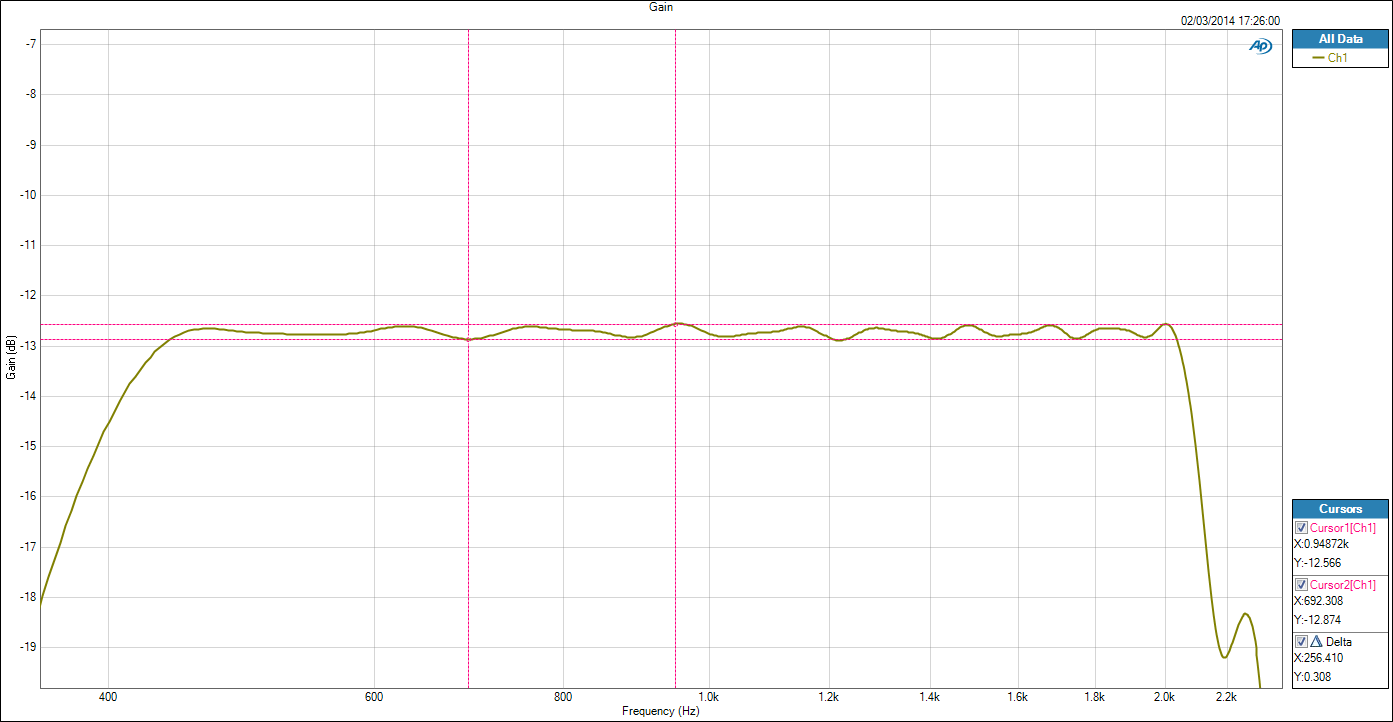 Gain
02/03/2014 17:26:00
AP
All Data
Ch1
-7
-8
-9
-10
-11
-12
-13
-14
-15
-16
-17
-18
-19
Gain (dB)
400 600 800 1.0k 1.2k 1.4k 1.6k 1.8k 2.0k 2.2k
Frequency (Hz)
Cursors
Cursor1[Ch1]
X:0.94872k
Y:-12.566
Cursor2[Ch1]
X:692.308
Y:-12.874
Delta
X:256.410
Y:0.308